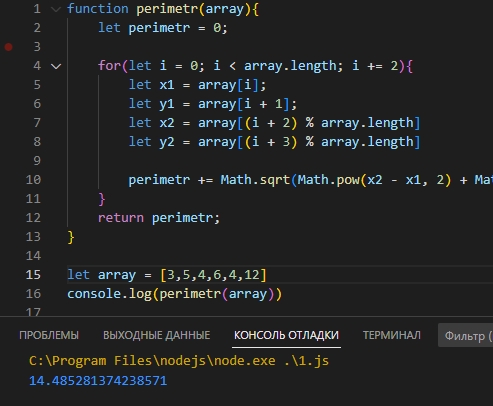 1 function perimetr(array){
2 let perimetr = 0;
3
4 for(let i = 0; i < array.length; i += 2){
5 let x1 = array[i];
6 let y1 = array[i + 1];
7 let x2 = array[(i + 2) % array.length]
8 let y2 = array[(i + 3) % array.length]
9
10 perimetr += Math.sqrt(Math.pow(x2 - x1, 2) + Mat
11 }
12 return perimetr;
13 }
14
15 let array = [3,5,4,6,4,12]
16 console.log(perimetr(array))
17
ПРОБЛЕМЫ ВЫХОДНЫЕ ДАННЫЕ КОНСОЛЬ ОТЛАДКИ ТЕРМИНАЛ Фильтр (
C:\Program Files\nodejs\node.exe .\1.js
14.485281374238571